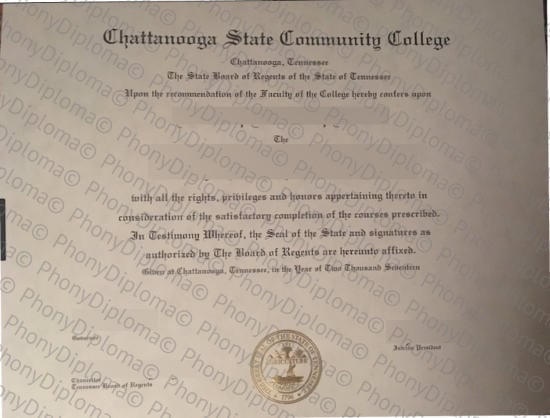 Chattanooga State Community College
Chattanooga, Tennessee
The State Board of Regents of the State of Tennessee
Upon the recommendation of the Faculty of the College hereby confers upon
The
with all the rights, privileges and honors appertaining thereto in
consideration of the satisfactory completion of the courses prescribed.
In Testimony Whereof, the Seal of the State and signatures as
authorized by The Board of Regents are hereunto affixed.
Given at Chattanooga, Tennessee, in the Year of Two Thousand Seventeen
Governor
Interim President
Chancellor
Tennessee Board of Regents
AGRICULTURE
1796
PhonyDiploma©